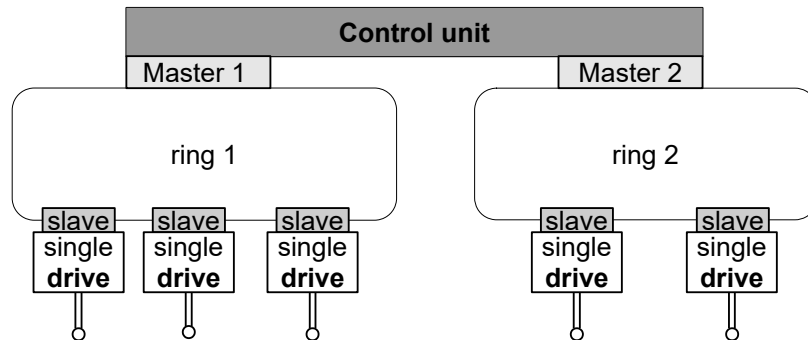 Control unit
Master 1
Master 2
ring 1
ring 2
slave
slave
slave
slave
slave
single
drive
single
drive
single
drive
single
drive
single
drive